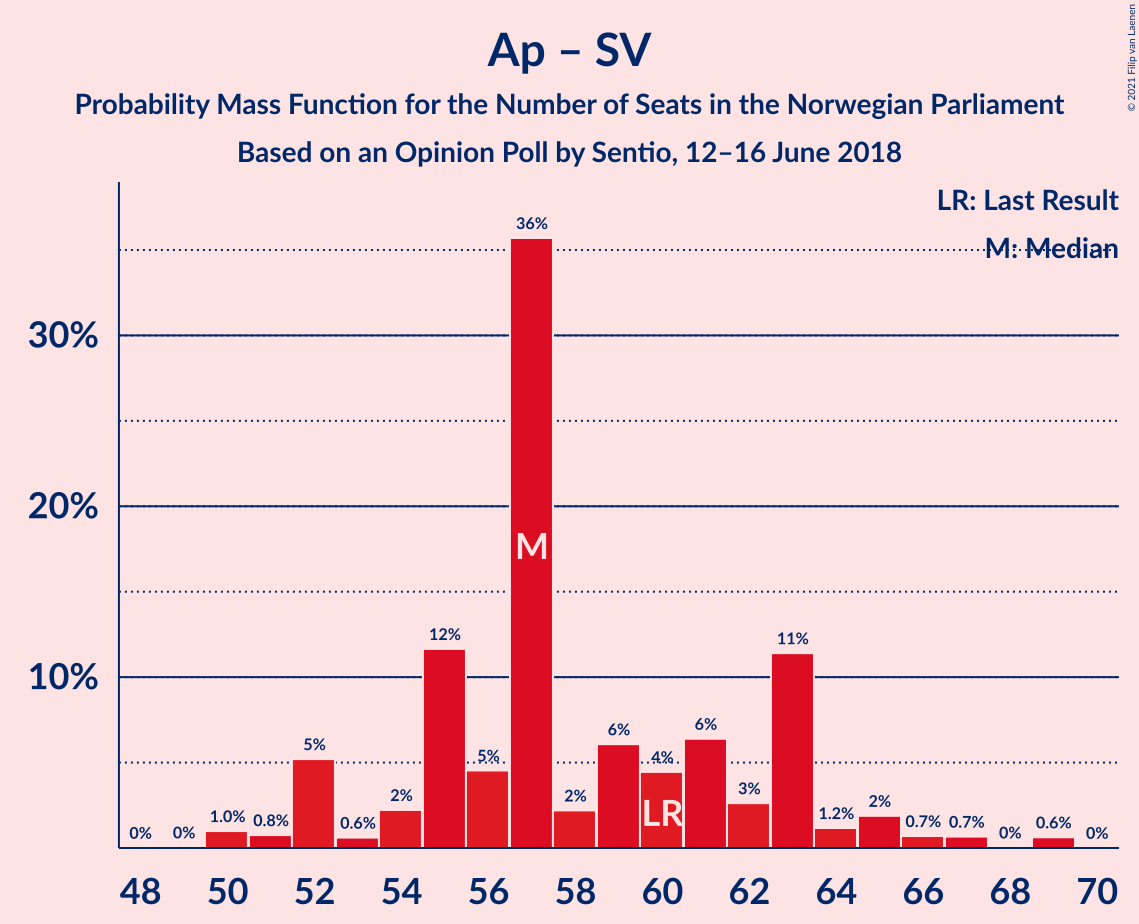 Ap – SV
Probability Mass Function for the Number of Seats in the Norwegian Parliament
Based on an Opinion Poll by Sentio, 12–16 June 2018
© 2021 Filip van Laenen
LR: Last Result
M: Median
30%
20%
10%
0%
0%
1.0%
0.8%
5%
0.6%
2%
12%
5%
36%
2%
6%
4%
6%
3%
11%
1.2%
2%
0.7%
0.7%
0%
0.6%
0%
M
LR
48 50 52 54 56 58 60 62 64 66 68 70